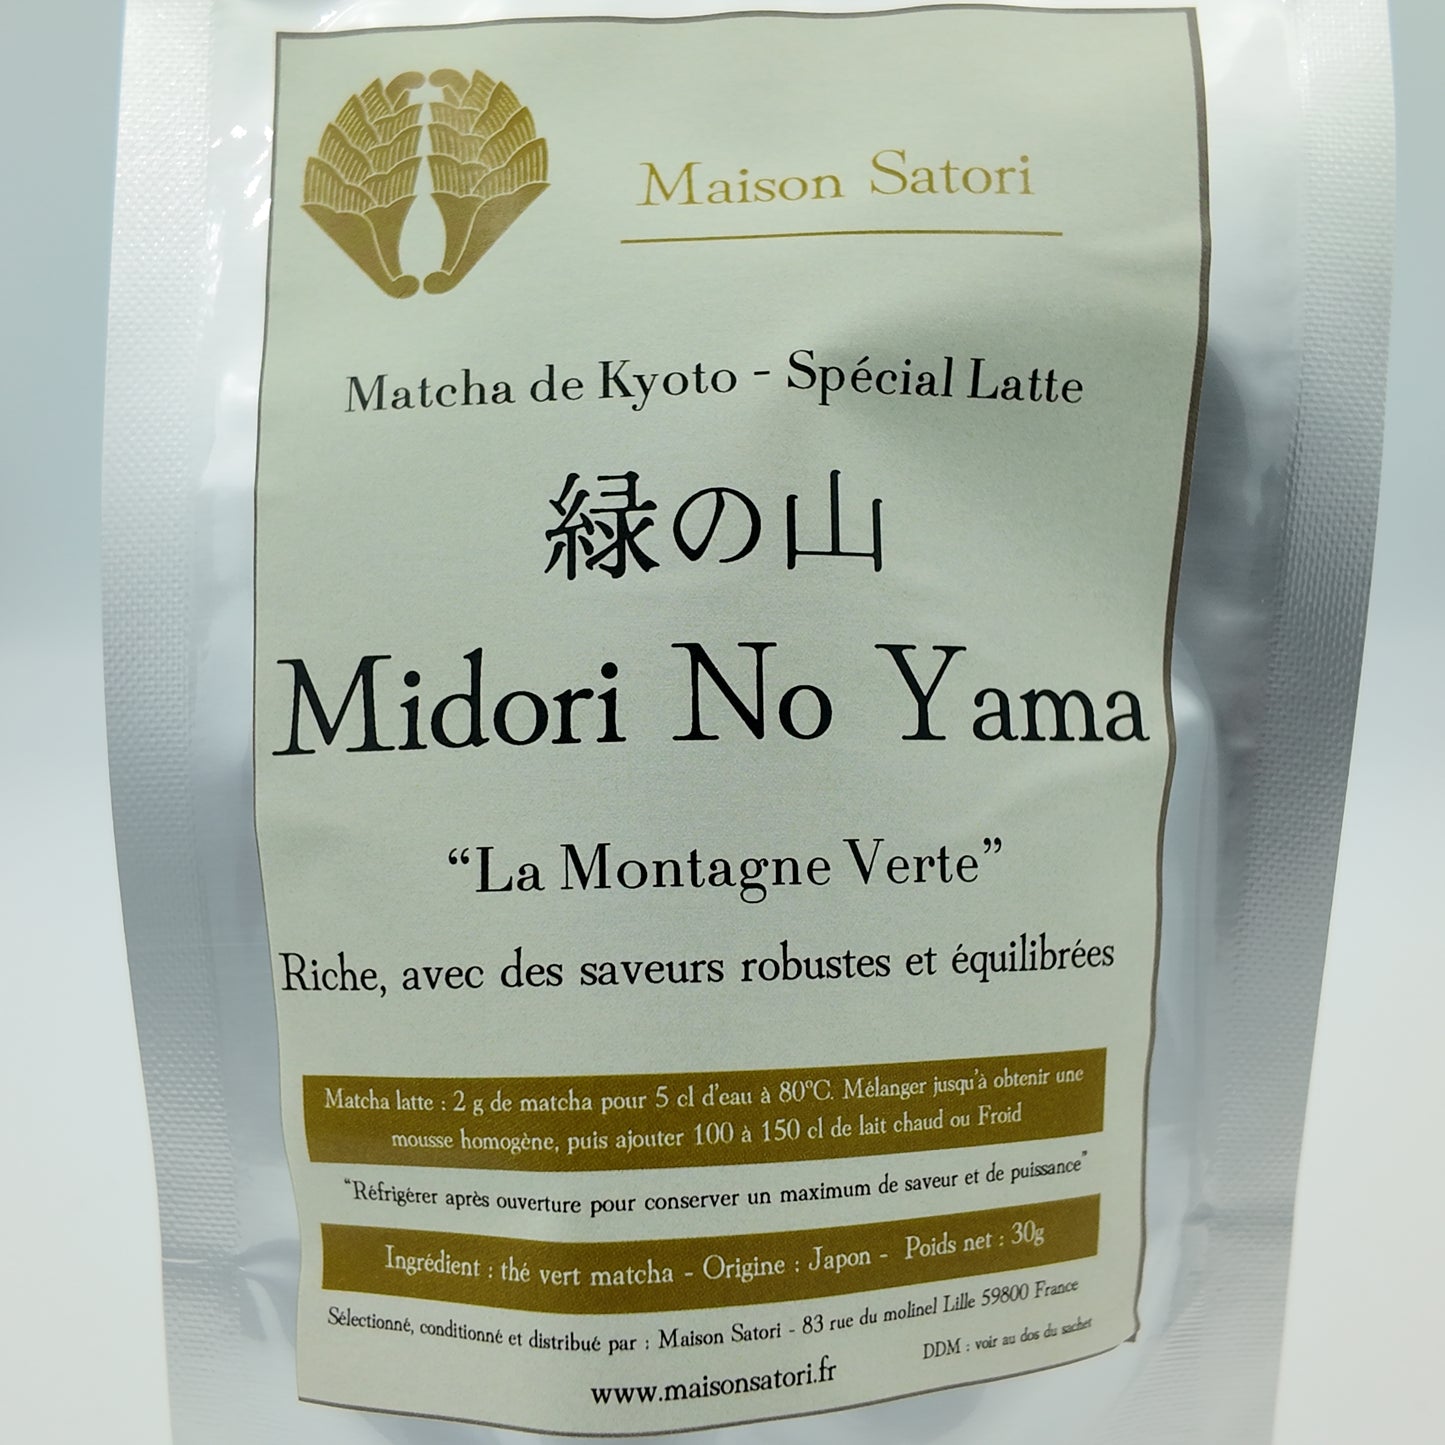 Maison Satori
Matcha de Kyoto - Spécial Latte
緑の山
Midori No Yama
“La Montagne Verte”
Riche, avec des saveurs robustes et équilibrées
Matcha latte : 2 g de matcha pour 5 cl d'eau à 80°C. Mélanger jusqu'à obtenir une
mousse homogène, puis ajouter 100 à 150 cl de lait chaud ou Froid
“Réfrigérer après ouverture pour conserver un maximum de saveur et de puissance”
Ingrédient : thé vert matcha - Origine : Japon - Poids net : 30g
Sélectionné, conditionné et distribué par : Maison Satori - 83 rue du molinel Lille 59800 France
DDM : voir au dos du sachet
www.maisonsatori.fr